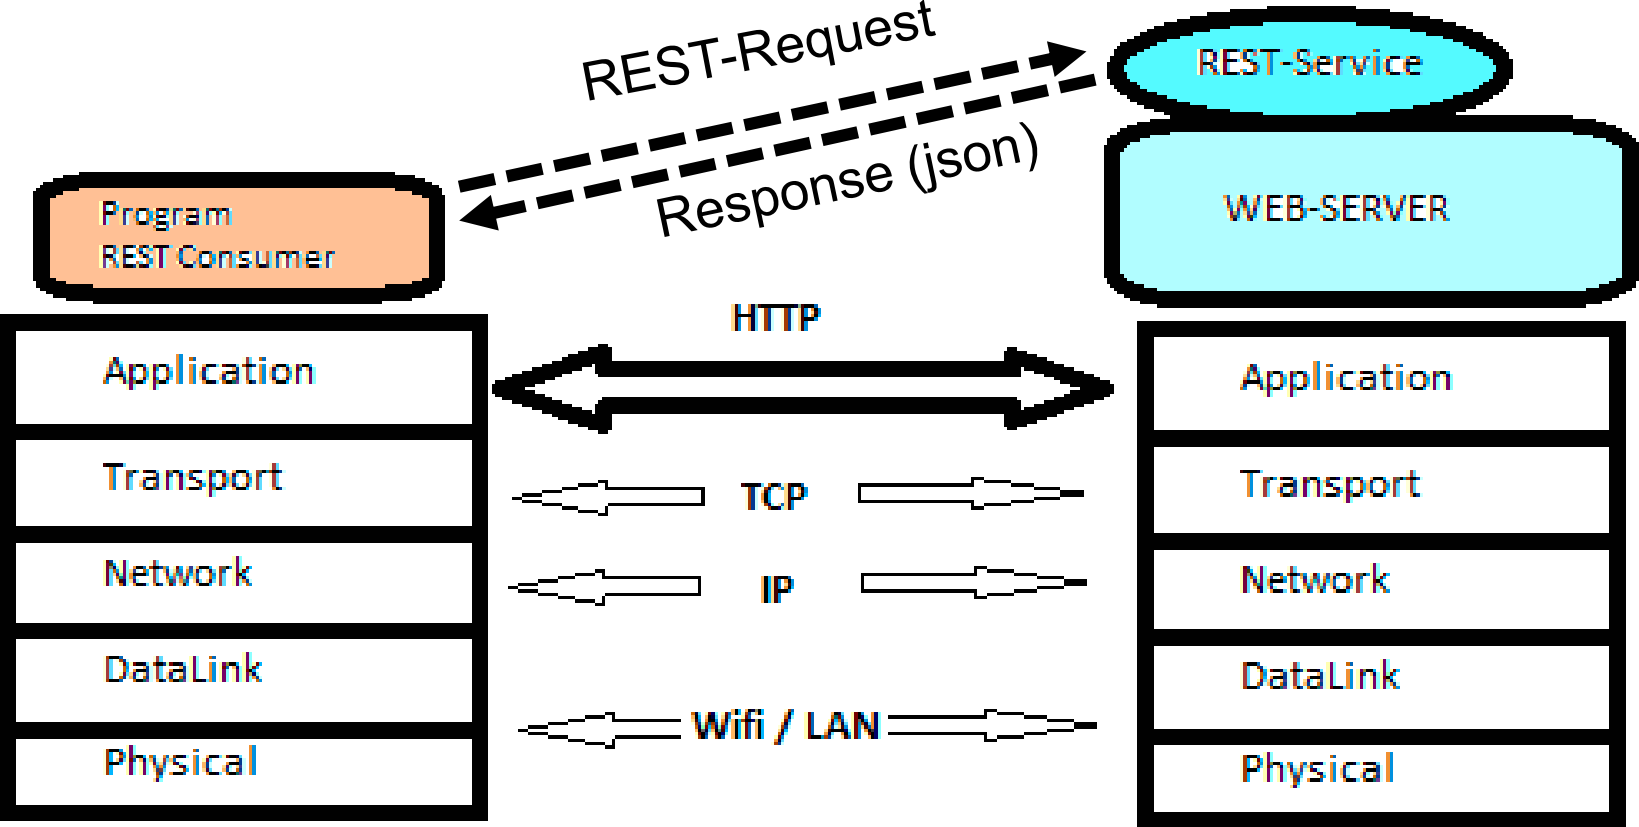 REST-Request
REST-Service
Response (json)
WEB-SERVER
Program
REST Consumer
HTTP
Application
Application
Transport
TCP
Transport
Network
IP
Network
DataLink
DataLink
Wifi / LAN
Physical
Physical